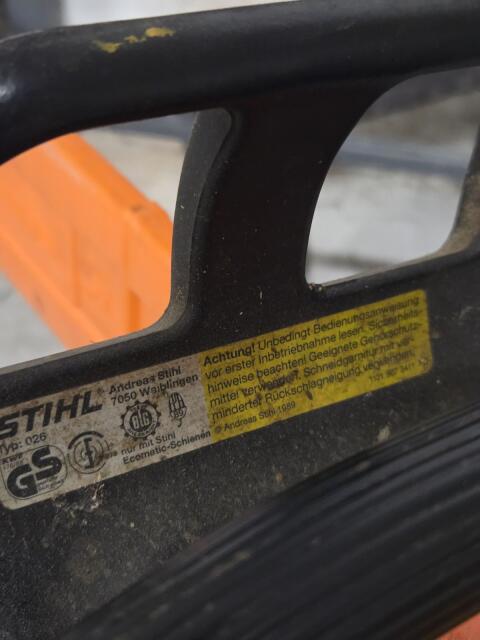 STIHL
Andreas Stihl
7050 Waiblingen
Typ: 026
GS
nur mit Stihl
Ecomatic-Schienen
Achtung! Unbedingt Bedienungsanweisung
vor erster Inbetriebnahme lesen. Sicherheits-
hinweise beachten! Geeignete Gehörschutz-
mittel verwenden. Schneidgarnitur mit ver-
minderter Rückschlagneigung verwenden.
© Andreas Stihl 1989